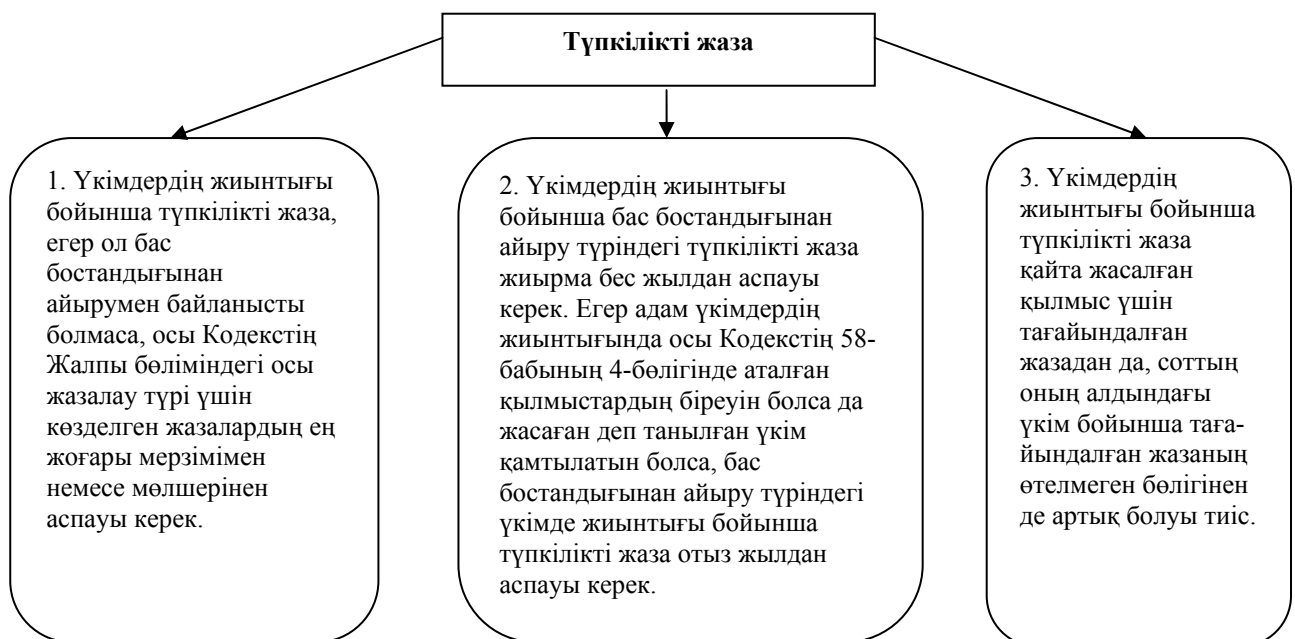 Түпкілікті жаза
1. Үкімдердің жиынтығы
бойынша түпкілікті жаза,
егер ол бас
бостандығынан
айырумен байланысты
болмаса, осы Кодекстің
Жалпы бөліміндегі осы
жазалау түрі үшін
көзделген жазалардың ең
жоғары мерзімімен
немесе мөлшерінен
аспауы керек.
2. Үкімдердің жиынтығы
бойынша бас бостандығынан
айыру түріндегі түпкілікті жаза
жиырма бес жылдан аспауы
керек. Егер адам үкімдердің
жиынтығында осы Кодекстің 58-
бабының 4-бөлігінде аталған
қылмыстардың біреуін болса да
жасаған деп танылған үкім
қамтылатын болса, бас
бостандығынан айыру түріндегі
үкімде жиынтығы бойынша
түпкілікті жаза отыз жылдан
аспауы керек.
3. Үкімдердің
жиынтығы бойынша
түпкілікті жаза
қайта жасалған
қылмыс үшін
тағайындалған
жазадан да, соттың
оның алдындағы
үкім бойынша таға-
йындалған жазаның
өтелмеген бөлігінен
де артық болуы тиіс.